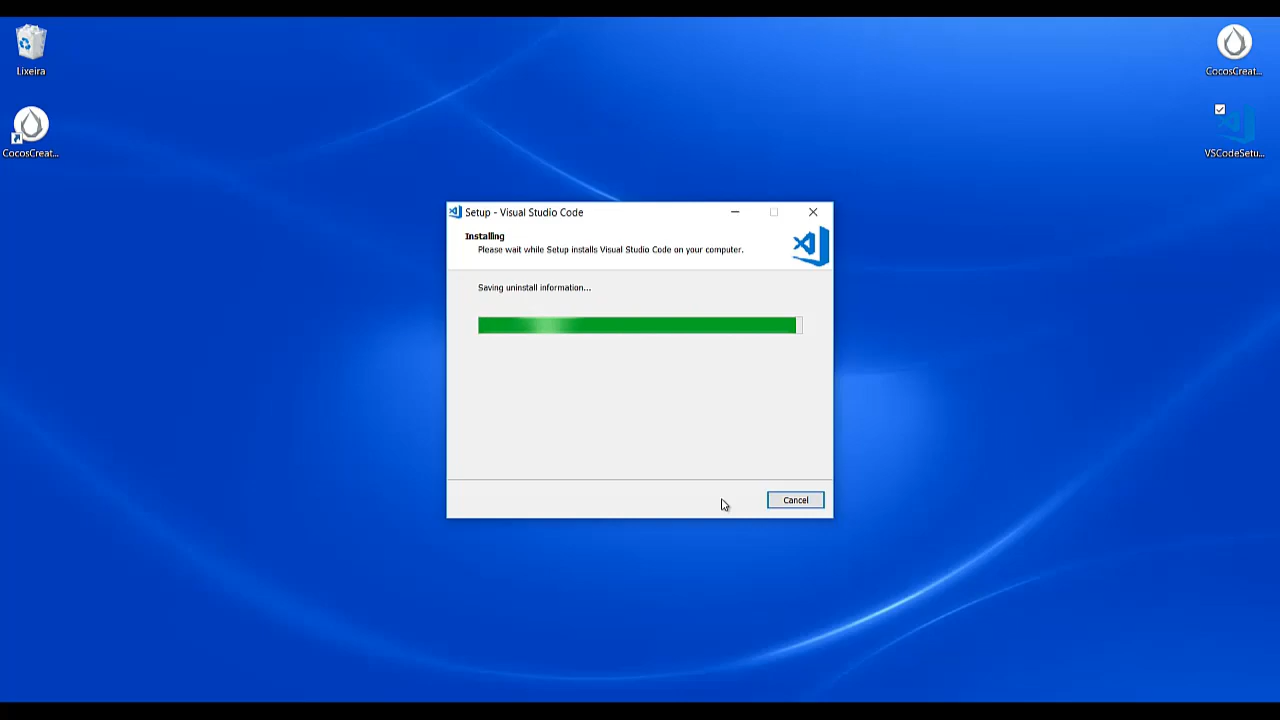 Lixeira
CocosCreat...
CocosCreat...
VSCodeSetu...
Setup - Visual Studio Code
Installing
Please wait while Setup installs Visual Studio Code on your computer.
Saving uninstall information...
Cancel